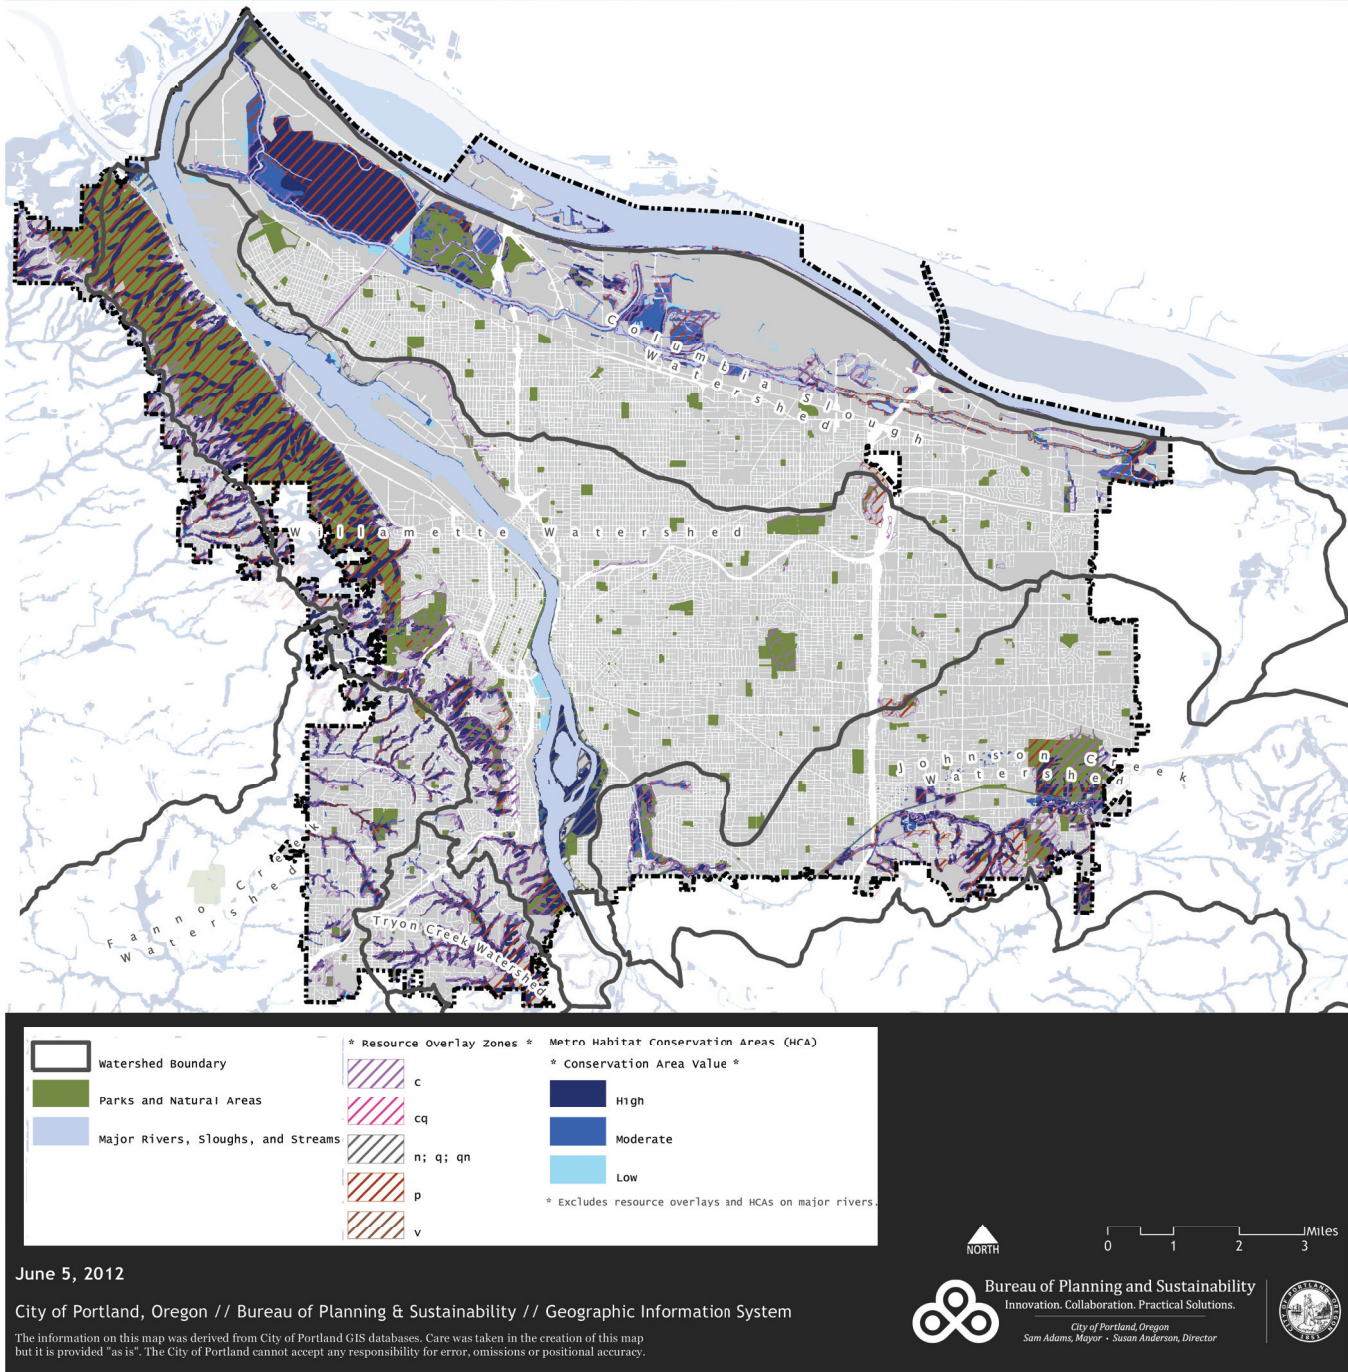 Columbia Slough
Watershed
Willamette Watershed
Johnson Creek
Watershed
Fanno Creek
Watershed
Tryon Creek Watershed
Watershed Boundary
Parks and Natural Areas
Major Rivers, Sloughs, and Streams
* Resource Overlay Zones *
c
cq
n; q; qn
p
v
Metro Habitat Conservation Areas (HCA)
* Conservation Area Value *
High
Moderate
Low
* Excludes resource overlays and HCAs on major rivers.
NORTH
Miles
0 1 2 3
June 5, 2012
City of Portland, Oregon // Bureau of Planning & Sustainability // Geographic Information System
The information on this map was derived from City of Portland GIS databases. Care was taken in the creation of this map
but it is provided "as is". The City of Portland cannot accept any responsibility for error, omissions or positional accuracy.
Bureau of Planning and Sustainability
Innovation. Collaboration. Practical Solutions.
City of Portland, Oregon
Sam Adams, Mayor • Susan Anderson, Director
CITY OF PORTLAND, OREGON
1851